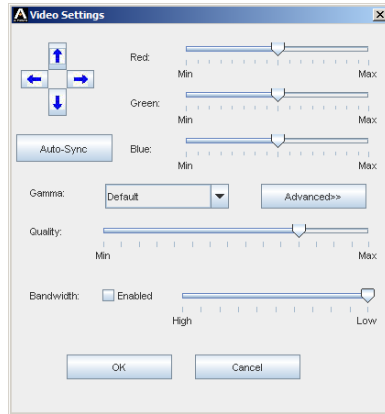 Video Settings
Red:
Min Max
Green:
Min Max
Auto-Sync
Blue:
Min Max
Gamma: Default Advanced>>
Quality:
Min Max
Bandwidth: Enabled
High Low
OK Cancel